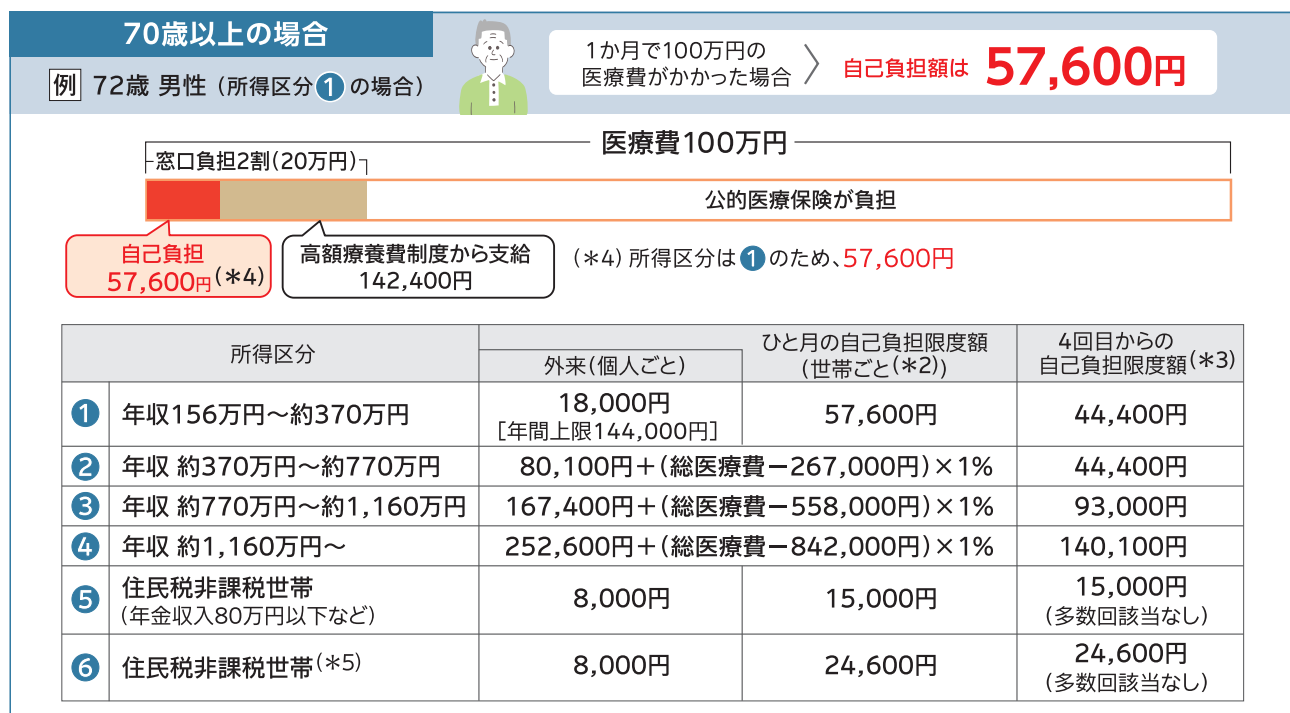 70歳以上の場合
例 72歳 男性（所得区分❶の場合）
1か月で100万円の
医療費がかかった場合
自己負担額は 57,600円
医療費100万円
窓口負担2割(20万円)
公的医療保険が負担
自己負担
57,600円(＊4)
高額療養費制度から支給
142,400円
(＊4) 所得区分は❶のため、57,600円
所得区分
外来(個人ごと)
ひと月の自己負担限度額
(世帯ごと(＊2))
4回目からの
自己負担限度額(＊3)
❶ 年収156万円～約370万円
18,000円
[年間上限144,000円]
57,600円
44,400円
❷ 年収 約370万円～約770万円 80,100円＋(総医療費－267,000円)×1% 44,400円
❸ 年収 約770万円～約1,160万円 167,400円＋(総医療費－558,000円)×1% 93,000円
❹ 年収 約1,160万円～ 252,600円＋(総医療費－842,000円)×1% 140,100円
❺ 住民税非課税世帯
(年金収入80万円以下など)
8,000円
15,000円
15,000円
(多数回該当なし)
❻ 住民税非課税世帯(＊5)
8,000円
24,600円
24,600円
(多数回該当なし)